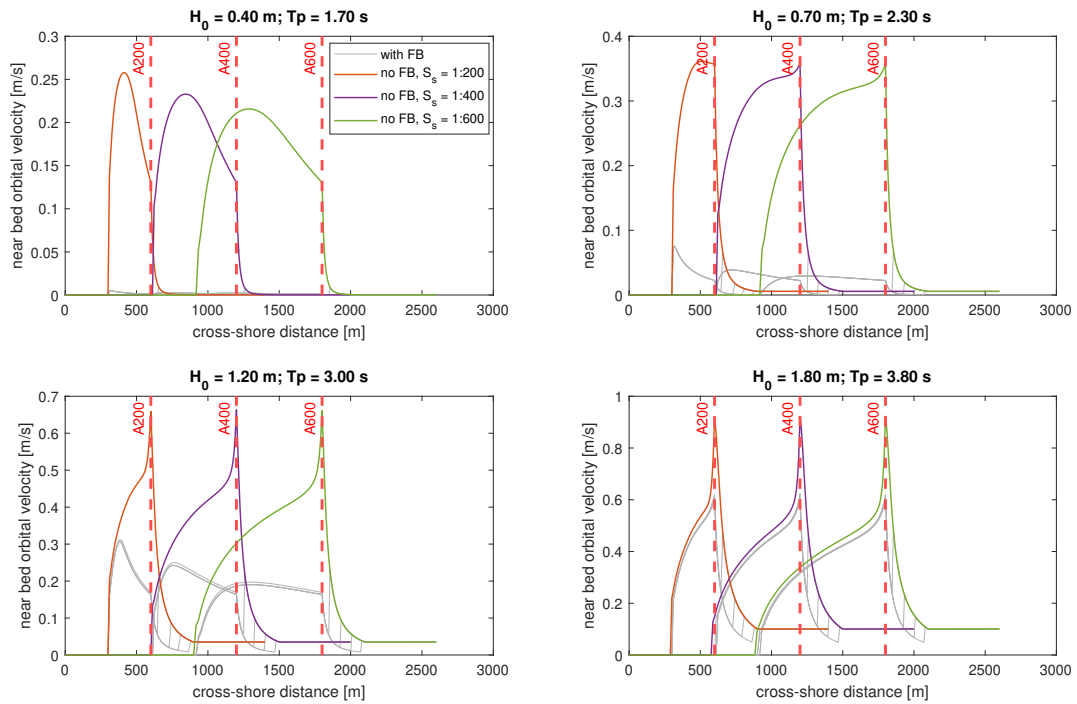 H0 = 0.40 m; Tp = 1.70 s
near bed orbital velocity [m/s]
0.3
0.25
0.2
0.15
0.1
0.05
0
A200
A400
A600
with FB
no FB, Ss = 1:200
no FB, Ss = 1:400
no FB, Ss = 1:600
0 500 1000 1500 2000 2500 3000
cross-shore distance [m]
H0 = 0.70 m; Tp = 2.30 s
near bed orbital velocity [m/s]
0.4
0.3
0.2
0.1
0
A200
A400
A600
0 500 1000 1500 2000 2500 3000
cross-shore distance [m]
H0 = 1.20 m; Tp = 3.00 s
near bed orbital velocity [m/s]
0.7
0.6
0.5
0.4
0.3
0.2
0.1
0
A200
A400
A600
0 500 1000 1500 2000 2500 3000
cross-shore distance [m]
H0 = 1.80 m; Tp = 3.80 s
near bed orbital velocity [m/s]
1
0.8
0.6
0.4
0.2
0
A200
A400
A600
0 500 1000 1500 2000 2500 3000
cross-shore distance [m]